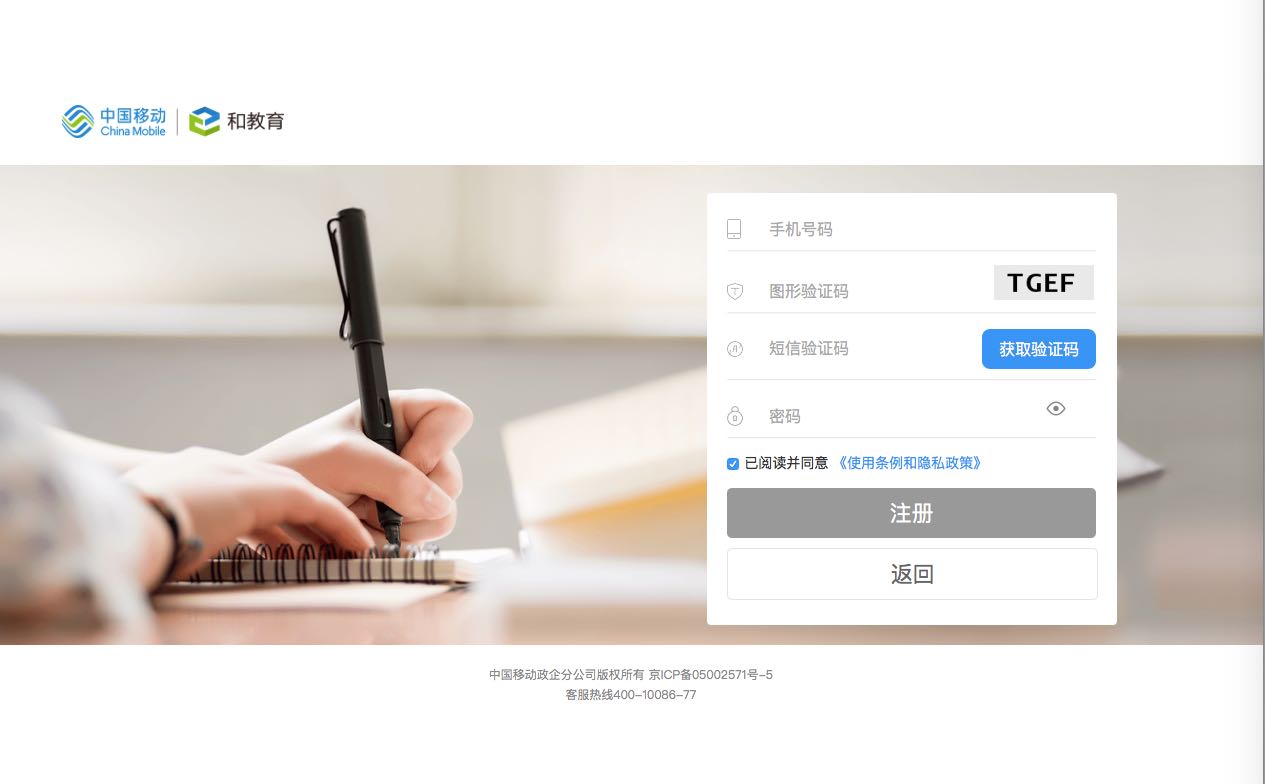 中国移动
China Mobile
和教育
手机号码
图形验证码
TGEF
短信验证码
获取验证码
密码
已阅读并同意 《使用条例和隐私政策》
注册
返回
中国移动政企分公司版权所有 京ICP备05002571号-5
客服热线400-10086-77